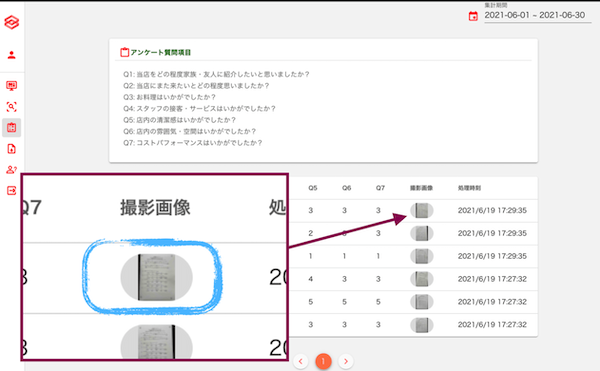 集計期間
2021-06-01 ~ 2021-06-30
アンケート質問項目
Q1: 当店をどの程度家族・友人に紹介したいと思いましたか？
Q2: 当店にまた来たいとどの程度思いましたか？
Q3: お料理はいかがでしたか？
Q4: スタッフの接客・サービスはいかがでしたか？
Q5: 店内の清潔感はいかがでしたか？
Q6: 店内の雰囲気・空間はいかがでしたか？
Q7: コストパフォーマンスはいかがでしたか？
Q7 撮影画像 処
3 20
3 20
Q5 Q6 Q7 撮影画像 処理時刻
3 3 3 2021/6/19 17:29:35
2 3 2021/6/19 17:29:35
1 1 1 2021/6/19 17:29:35
4 3 3 2021/6/19 17:27:32
5 5 5 2021/6/19 17:27:32
3 3 3 2021/6/19 17:27:32
1